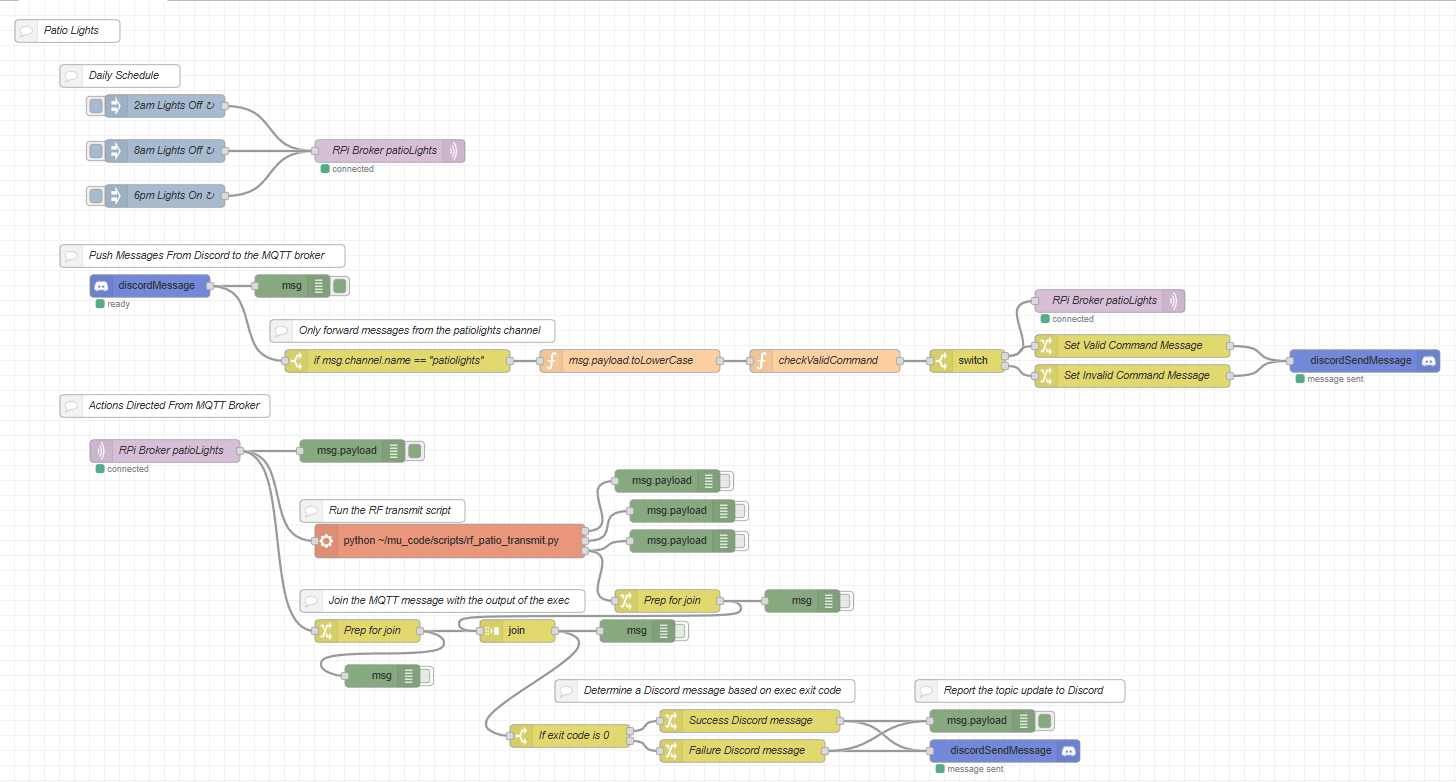 Patio Lights
Daily Schedule
2am Lights Off ↻
8am Lights Off ↻
RPi Broker patioLights
connected
6pm Lights On ↻
Push Messages From Discord to the MQTT broker
discordMessage
msg
ready
RPi Broker patioLights
connected
Only forward messages from the patiolights channel
Set Valid Command Message
if msg.channel.name == "patiolights"
msg.payload.toLowerCase
checkValidCommand
switch
discordSendMessage
Set Invalid Command Message
message sent
Actions Directed From MQTT Broker
RPi Broker patioLights
msg.payload
connected
msg.payload
Run the RF transmit script
msg.payload
python ~/mu_code/scripts/rf_patio_transmit.py
msg.payload
Join the MQTT message with the output of the exec
Prep for join
msg
Prep for join
join
msg
msg
Determine a Discord message based on exec exit code
Report the topic update to Discord
Success Discord message
msg.payload
If exit code is 0
Failure Discord message
discordSendMessage
message sent